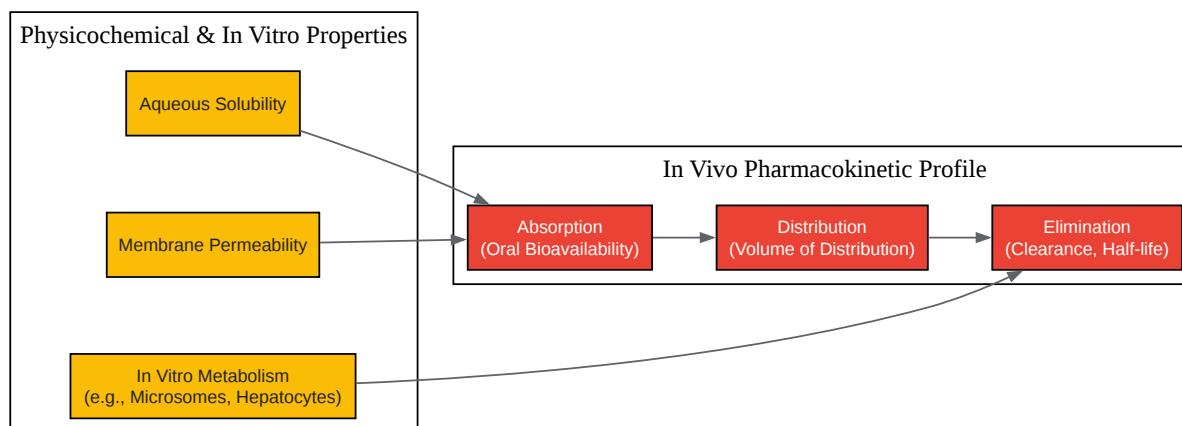 Physicochemical & In Vitro Properties
Aqueous Solubility
Membrane Permeability
In Vitro Metabolism
(e.g., Microsomes, Hepatocytes)
In Vivo Pharmacokinetic Profile
Absorption
(Oral Bioavailability)
Distribution
(Volume of Distribution)
Elimination
(Clearance, Half-life)